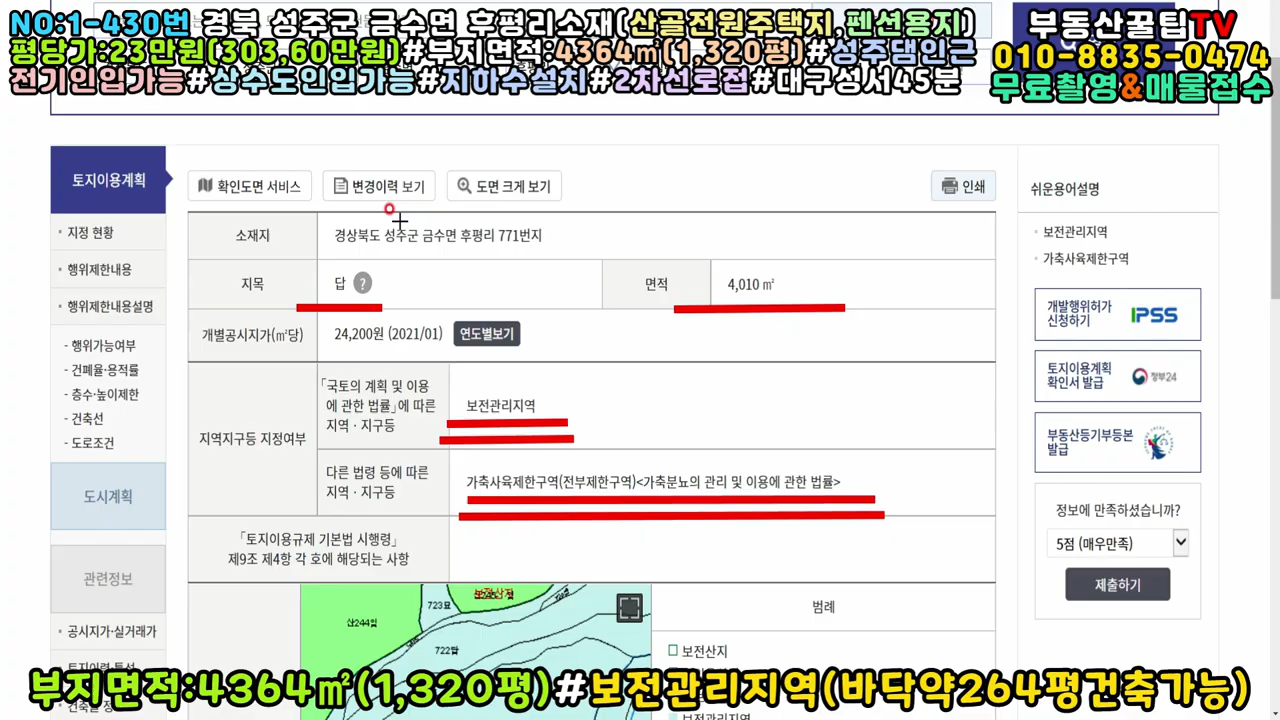 NO:1-430번 경북 성주군 금수면 후평리소재(산골전원주택지,펜션용지)
평당가:23만원(303,60만원)#부지면적:4364㎡(1,320평)#성주댐인근
전기인입가능#상수도인입가능#지하수설치#2차선로접#대구성서45분
부동산꿀팁TV
010-8835-0474
무료촬영&매물접수
토지이용계획
확인도면 서비스
변경이력 보기
도면 크게 보기
인쇄
쉬운용어설명
· 지정 현황
· 행위제한내용
· 행위제한내용설명
- 행위가능여부
- 건폐율·용적률
- 층수·높이제한
- 건축선
- 도로조건
도시계획
관련정보
· 공시지가·실거래가
소재지
경상북도 성주군 금수면 후평리 771번지
지목
답 ?
면적
4,010 ㎡
개별공시지가(㎡당)
24,200원 (2021/01)
연도별보기
지역지구등 지정여부
「국토의 계획 및 이용
에 관한 법률」에 따른
지역 · 지구등
보전관리지역
다른 법령 등에 따른
지역 · 지구등
가축사육제한구역(전부제한구역)<가축분뇨의 관리 및 이용에 관한 법률>
「토지이용규제 기본법 시행령」
제9조 제4항 각 호에 해당되는 사항
산244임
723묘
722답
보전산지
범례
보전산지
· 보전관리지역
· 가축사육제한구역
개발행위허가
신청하기
IPSS
토지이용계획
확인서 발급
정부24
부동산등기부등본
발급
정보에 만족하셨습니까?
5점 (매우만족)
제출하기
부지면적:4364㎡(1,320평)#보전관리지역(바닥약264평건축가능)